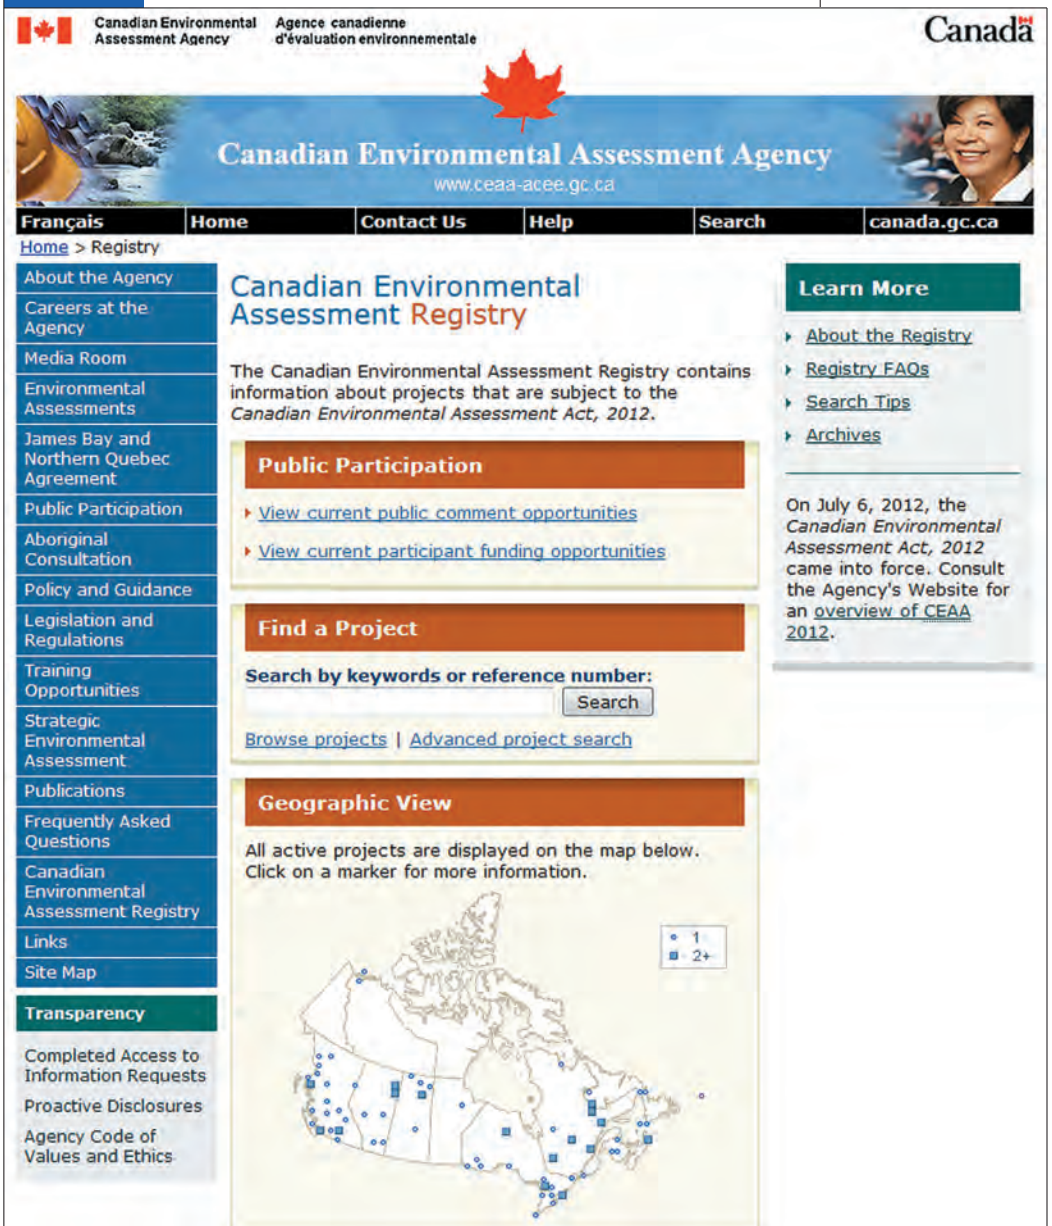 Canadian Environmental
Assessment Agency
Agence canadienne
d'évaluation environnementale
Canada
Canadian Environmental Assessment Agency
www.ceaa-acee.gc.ca
Français Home Contact Us Help Search canada.gc.ca
Home > Registry
About the Agency
Careers at the
Agency
Media Room
Environmental
Assessments
James Bay and
Northern Quebec
Agreement
Public Participation
Aboriginal
Consultation
Policy and Guidance
Legislation and
Regulations
Training
Opportunities
Strategic
Environmental
Assessment
Publications
Frequently Asked
Questions
Canadian
Environmental
Assessment Registry
Links
Site Map
Transparency
Completed Access to
Information Requests
Proactive Disclosures
Agency Code of
Values and Ethics
Canadian Environmental
Assessment Registry
The Canadian Environmental Assessment Registry contains
information about projects that are subject to the
Canadian Environmental Assessment Act, 2012.
Public Participation
View current public comment opportunities
View current participant funding opportunities
Find a Project
Search by keywords or reference number:
Search
Browse projects | Advanced project search
Geographic View
All active projects are displayed on the map below.
Click on a marker for more information.
1
2+
Learn More
About the Registry
Registry FAQs
Search Tips
Archives
On July 6, 2012, the
Canadian Environmental
Assessment Act, 2012
came into force. Consult
the Agency's Website for
an overview of CEAA
2012.